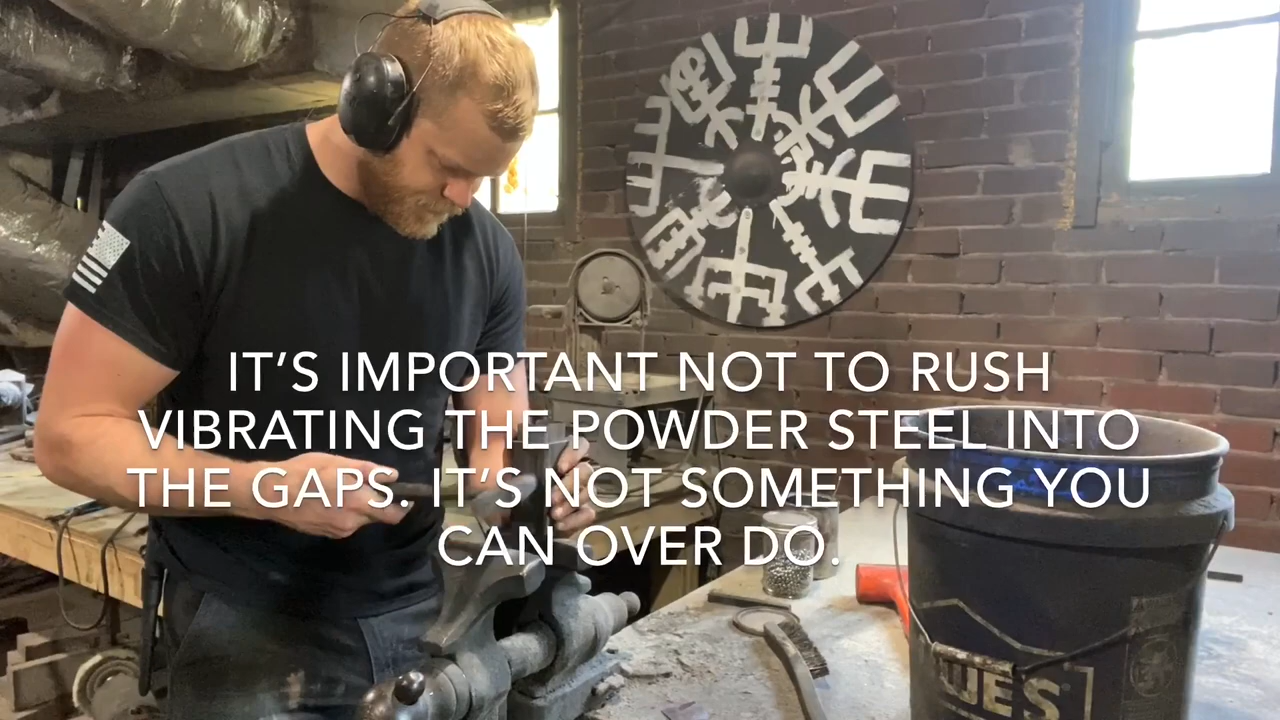 IT’S IMPORTANT NOT TO RUSH
VIBRATING THE POWDER STEEL INTO
THE GAPS. IT’S NOT SOMETHING YOU
CAN OVER DO.